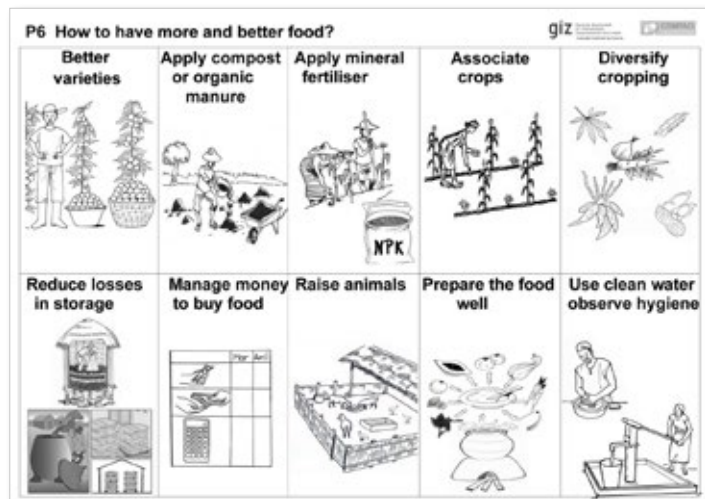 P6 How to have more and better food?
giz
Better
varieties
Apply compost
or organic
manure
Apply mineral
fertiliser
Associate
crops
Diversify
cropping
NPK
Reduce losses
in storage
Manage money
to buy food
Raise animals
Prepare the food
well
Use clean water
observe hygiene
Mar